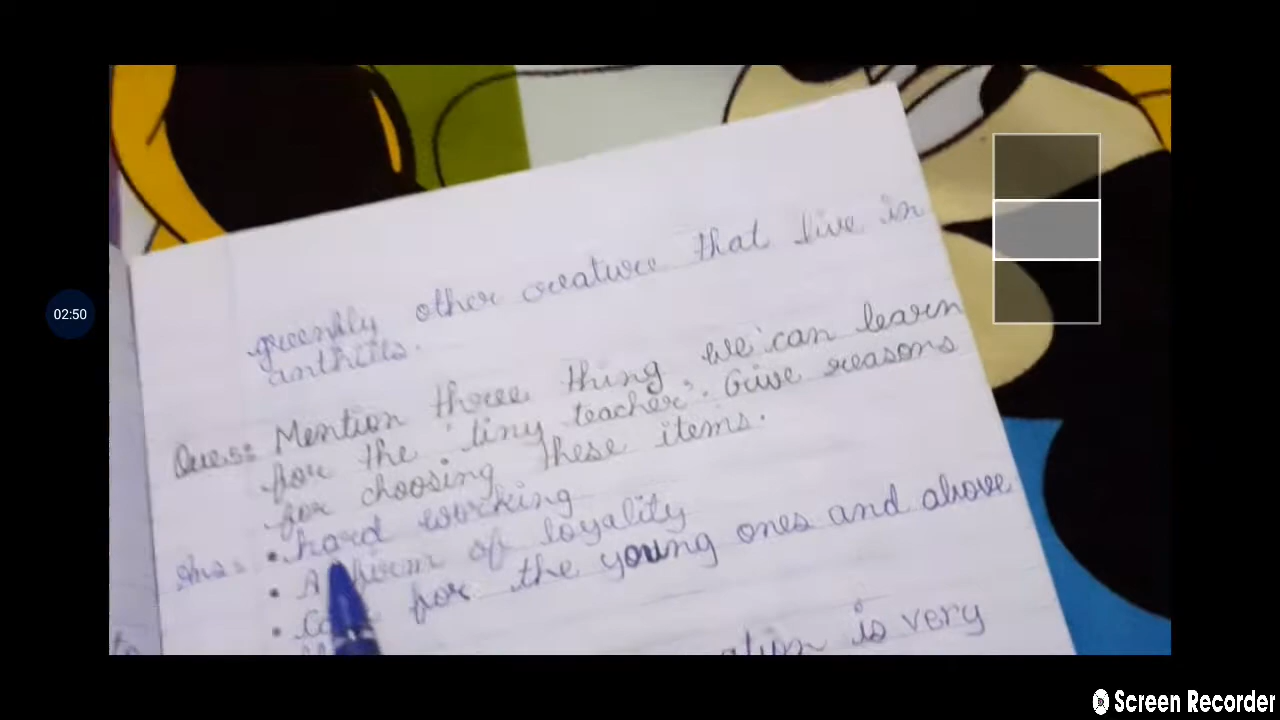 02:50
greenfly other creature that live in
anthills.
Ques5: Mention three thing we can learn
for the 'tiny teacher'. Give reasons
for choosing these items.
Ans: • hard working
• A of loyality
• for the young ones and above
is very
Screen Recorder